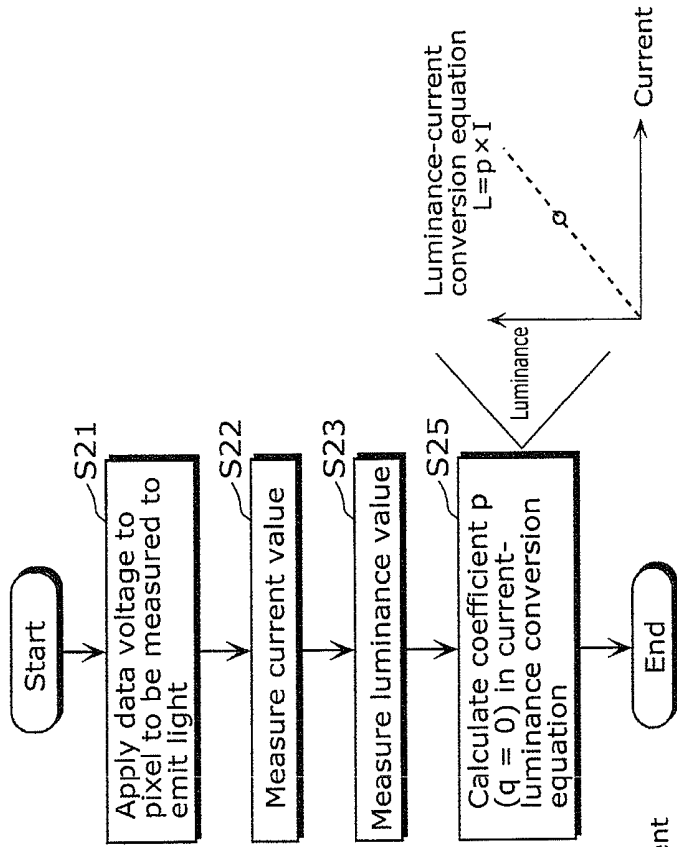 Start
S21
Apply data voltage to
pixel to be measured to
emit light
S22
Measure current value
S23
Measure luminance value
S25
Calculate coefficient p
(q = 0) in current-
luminance conversion
equation
End
Luminance-current
conversion equation
L=p×I
Luminance
Current